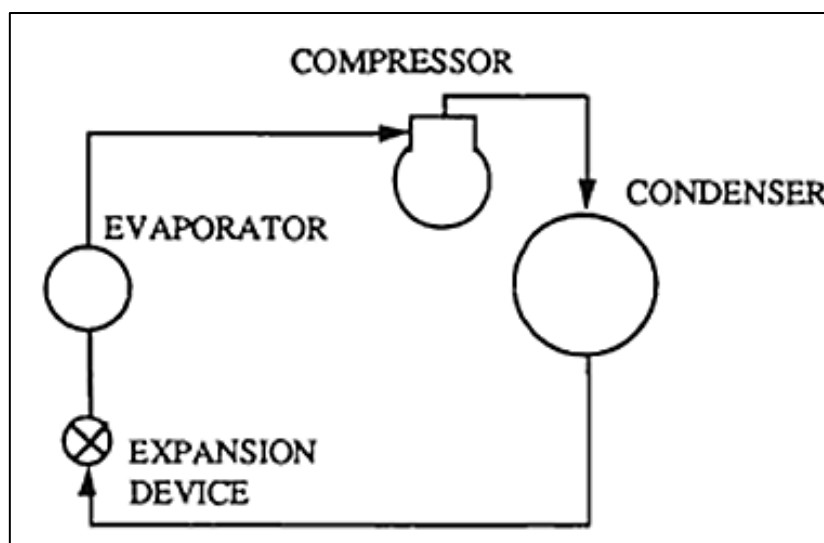 COMPRESSOR
CONDENSER
EVAPORATOR
EXPANSION
DEVICE